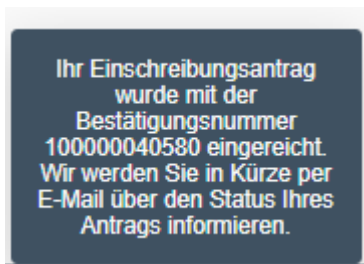 Ihr Einschreibungsantrag
wurde mit der
Bestätigungsnummer
100000040580 eingereicht.
Wir werden Sie in Kürze per
E-Mail über den Status Ihres
Antrags informieren.